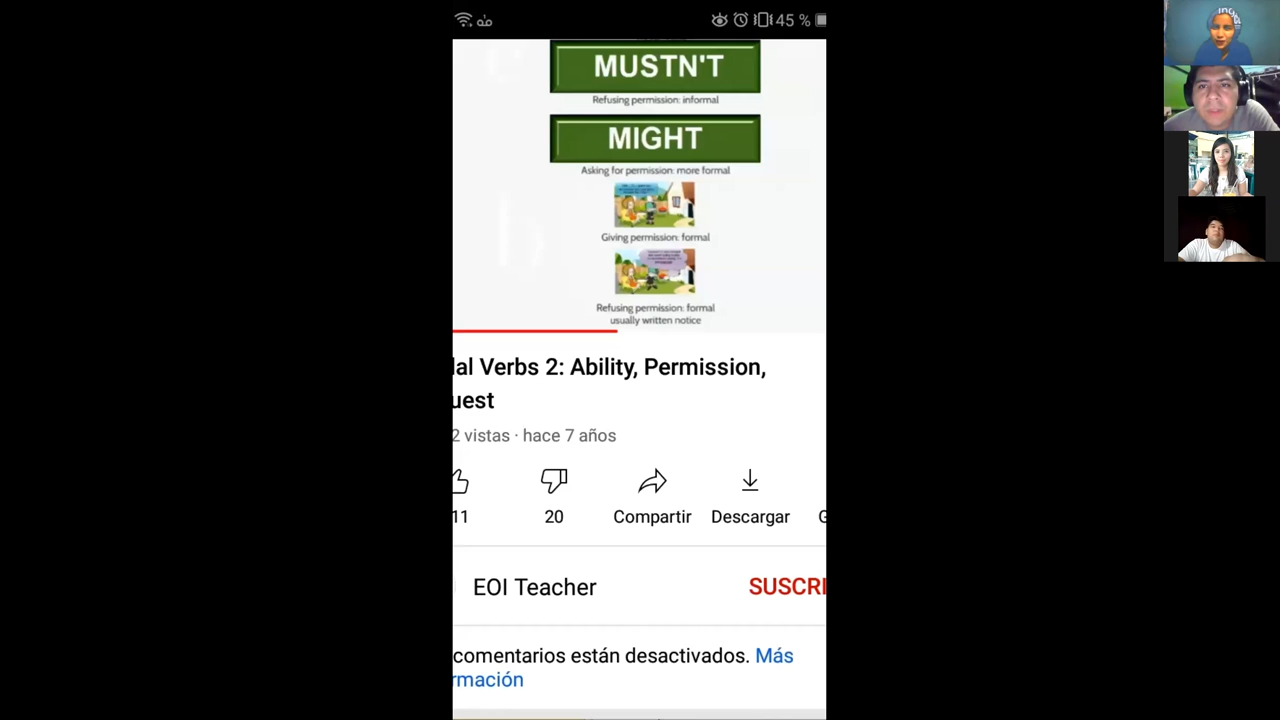 45 %
MUSTN'T
Refusing permission: informal
MIGHT
Asking for permission: more formal
Giving permission: formal
Refusing permission: formal
usually written notice
dal Verbs 2: Ability, Permission,
uest
2 vistas · hace 7 años
11
20
Compartir
Descargar
G
EOI Teacher
SUSCRI
comentarios están desactivados. Más
rmación